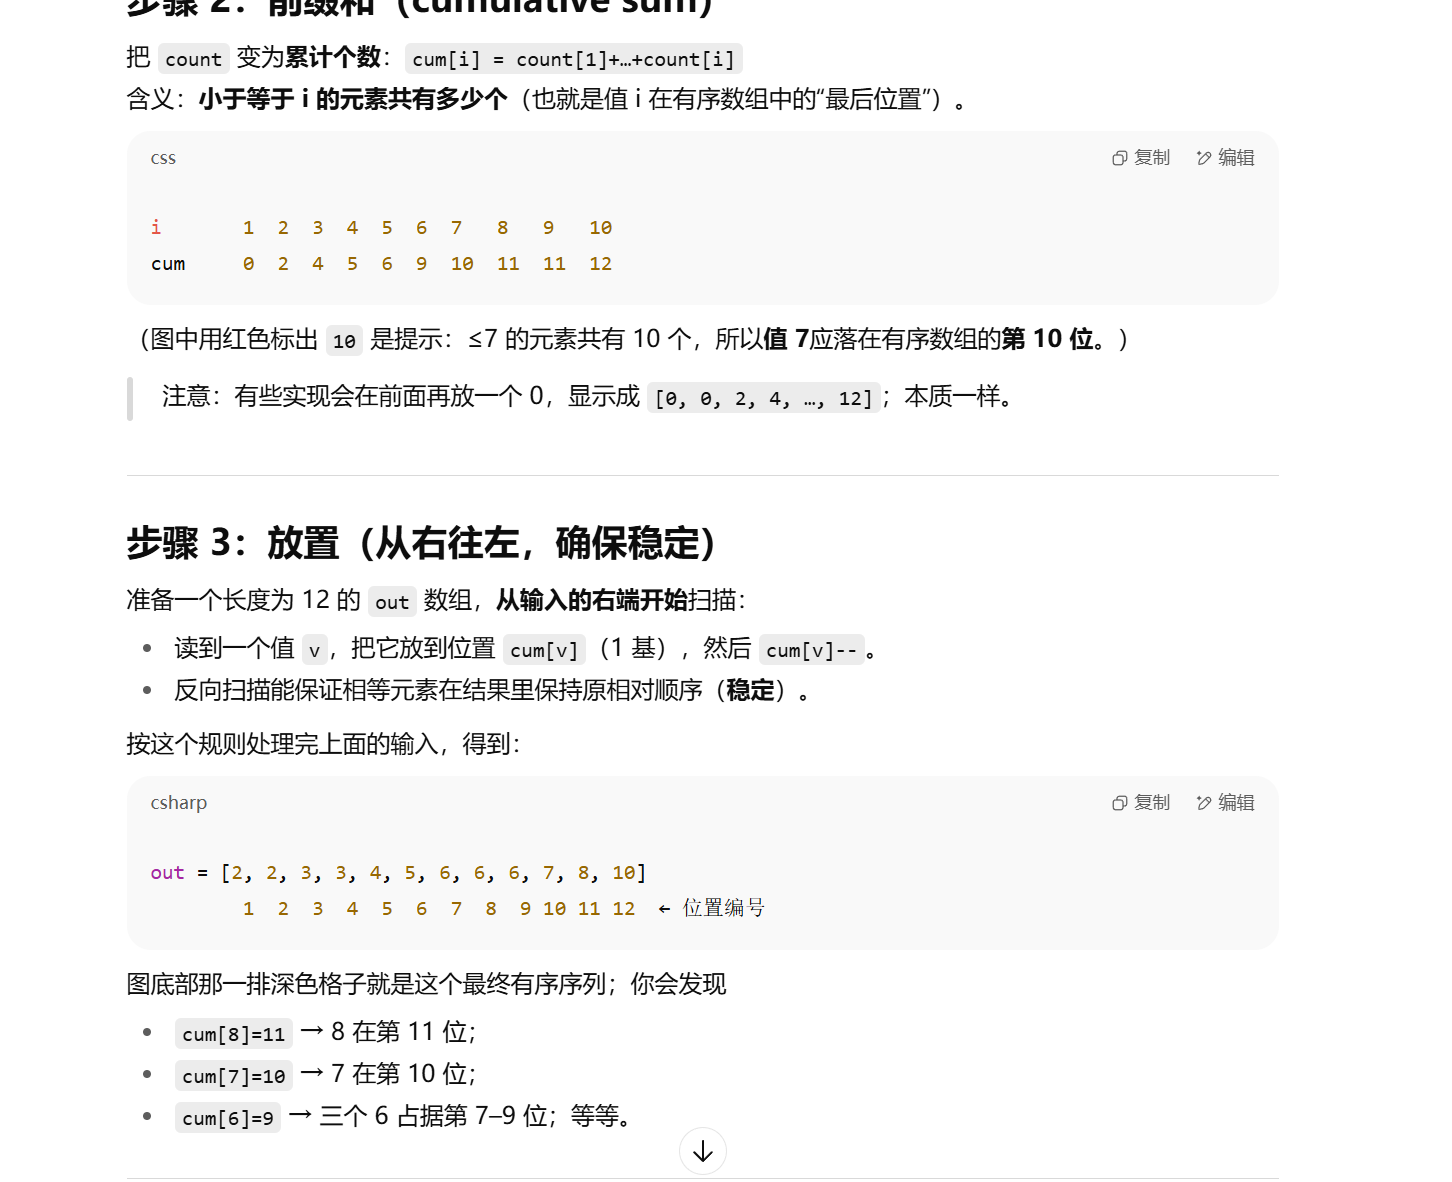 步骤 2：前缀和（cumulative sum）
把 count 变为累计个数：cum[i] = count[1]+…+count[i]
含义：小于等于 i 的元素共有多少个（也就是值 i 在有序数组中的“最后位置”）。
css
复制 编辑
i 1 2 3 4 5 6 7 8 9 10
cum 0 2 4 5 6 9 10 11 11 12
（图中用红色标出 10 是提示：≤7 的元素共有 10 个，所以值 7应落在有序数组的第 10 位。）
注意：有些实现会在前面再放一个 0，显示成 [0, 0, 2, 4, …, 12]；本质一样。
步骤 3：放置（从右往左，确保稳定）
准备一个长度为 12 的 out 数组，从输入的右端开始扫描：
• 读到一个值 v，把它放到位置 cum[v]（1 基），然后 cum[v]--。
• 反向扫描能保证相等元素在结果里保持原相对顺序（稳定）。
按这个规则处理完上面的输入，得到：
csharp
复制 编辑
out = [2, 2, 3, 3, 4, 5, 6, 6, 6, 7, 8, 10]
1 2 3 4 5 6 7 8 9 10 11 12 ← 位置编号
图底部那一排深色格子就是这个最终有序序列；你会发现
• cum[8]=11 → 8 在第 11 位；
• cum[7]=10 → 7 在第 10 位；
• cum[6]=9 → 三个 6 占据第 7–9 位；等等。